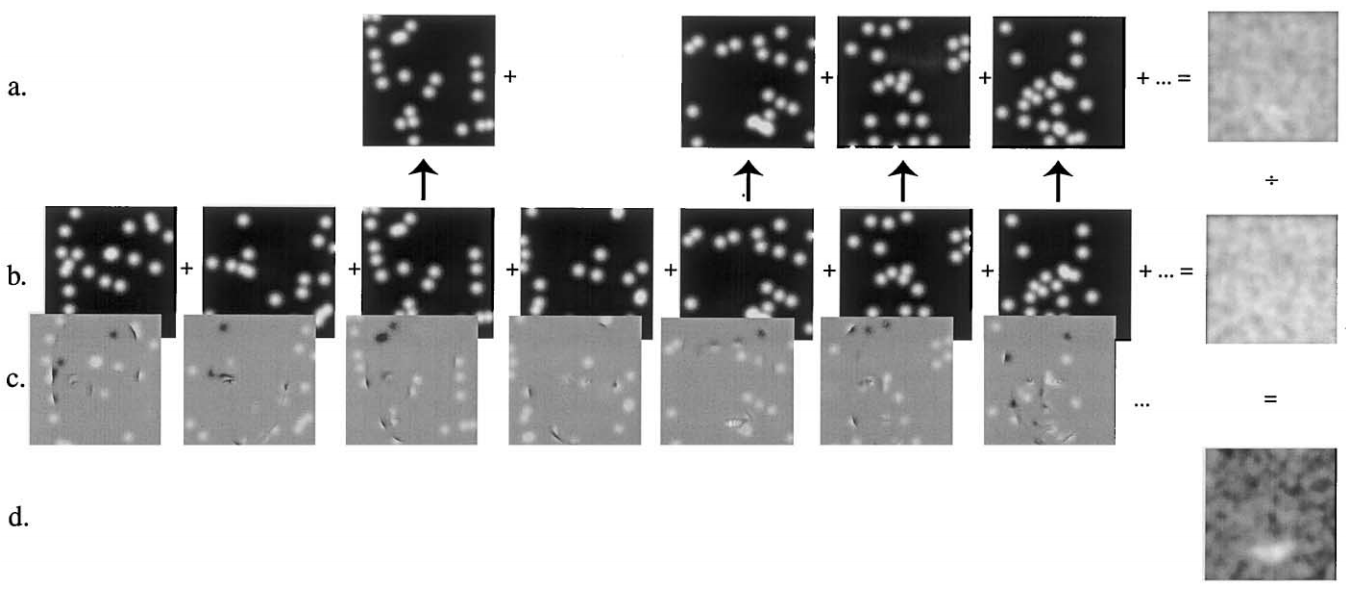 a.
+ + + + ... =
÷
b.
+ + + + + + + ... =
c.
... =
d.